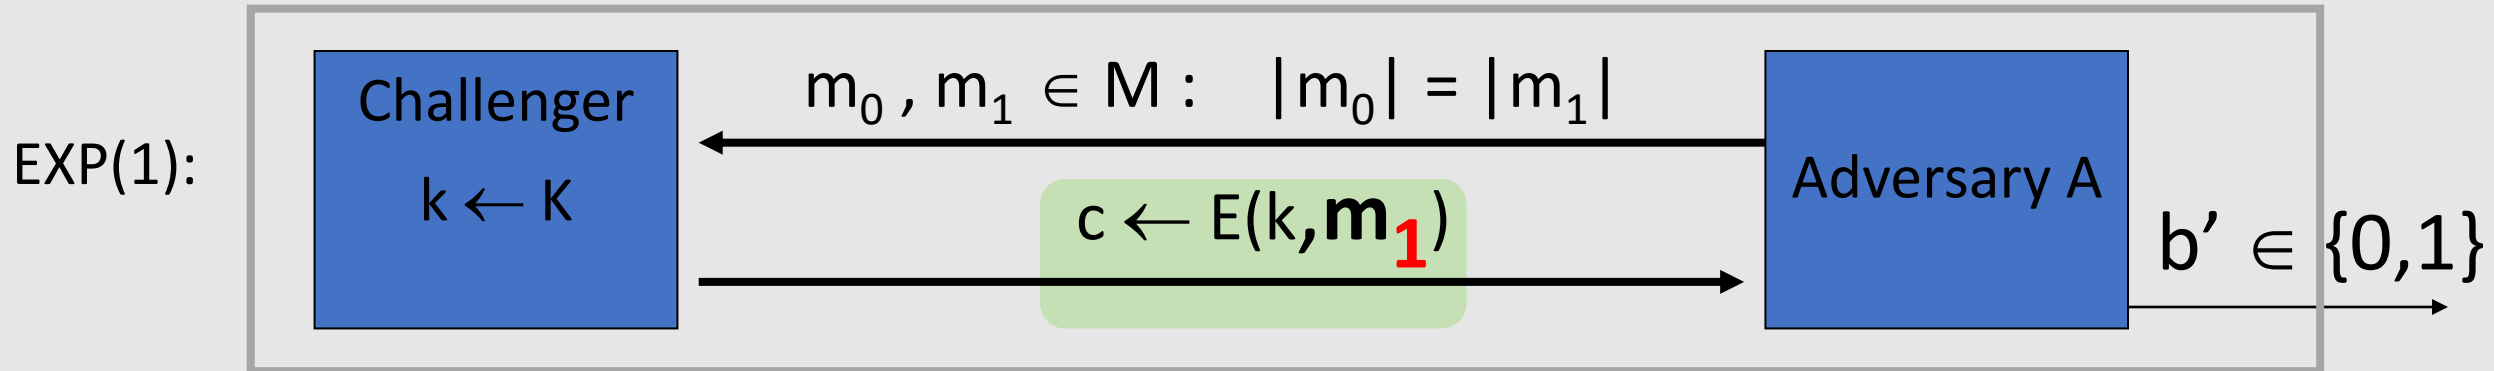 EXP(1):
Challenger
k ← K
m₀ , m₁ ∈ M : |m₀| = |m₁|
c ← E(k,m₁)
Adversary A
b’ ∈ {0,1}